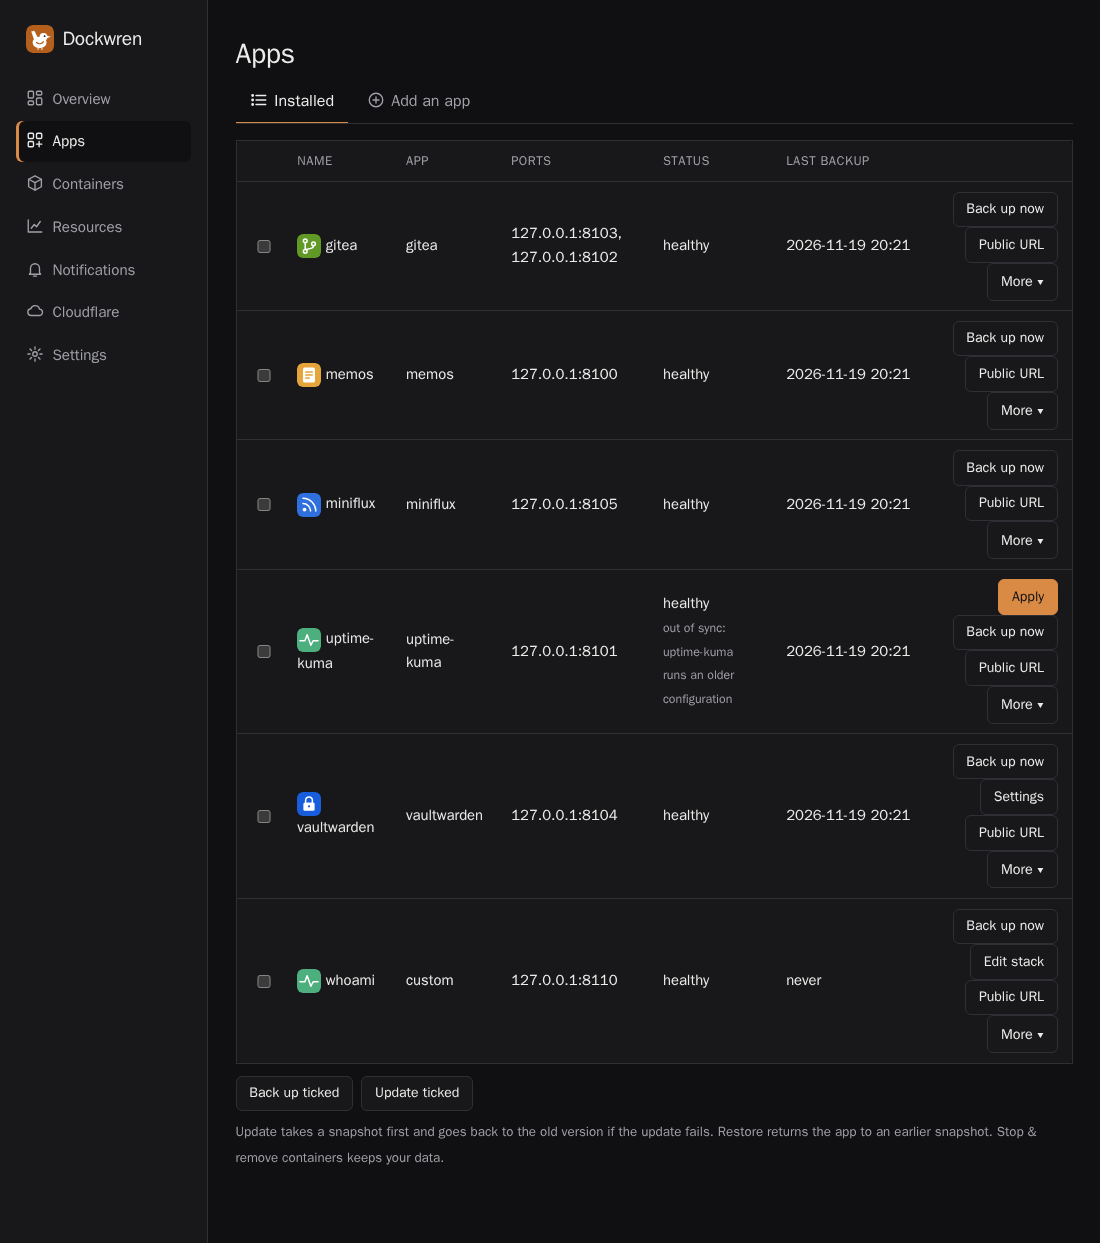 Dockwren
Overview
Apps
Containers
Resources
Notifications
Cloudflare
Settings
Apps
Installed
Add an app
NAME APP PORTS STATUS LAST BACKUP
gitea gitea 127.0.0.1:8103,
127.0.0.1:8102 healthy 2026-11-19 20:21
Back up now
Public URL
More ▾
memos memos 127.0.0.1:8100 healthy 2026-11-19 20:21
Back up now
Public URL
More ▾
miniflux miniflux 127.0.0.1:8105 healthy 2026-11-19 20:21
Back up now
Public URL
More ▾
uptime-
kuma
uptime-
kuma
127.0.0.1:8101
healthy
out of sync:
uptime-kuma
runs an older
configuration
2026-11-19 20:21
Apply
Back up now
Public URL
More ▾
vaultwarden vaultwarden 127.0.0.1:8104 healthy 2026-11-19 20:21
Back up now
Settings
Public URL
More ▾
whoami custom 127.0.0.1:8110 healthy never
Back up now
Edit stack
Public URL
More ▾
Back up ticked
Update ticked
Update takes a snapshot first and goes back to the old version if the update fails. Restore returns the app to an earlier snapshot. Stop &
remove containers keeps your data.